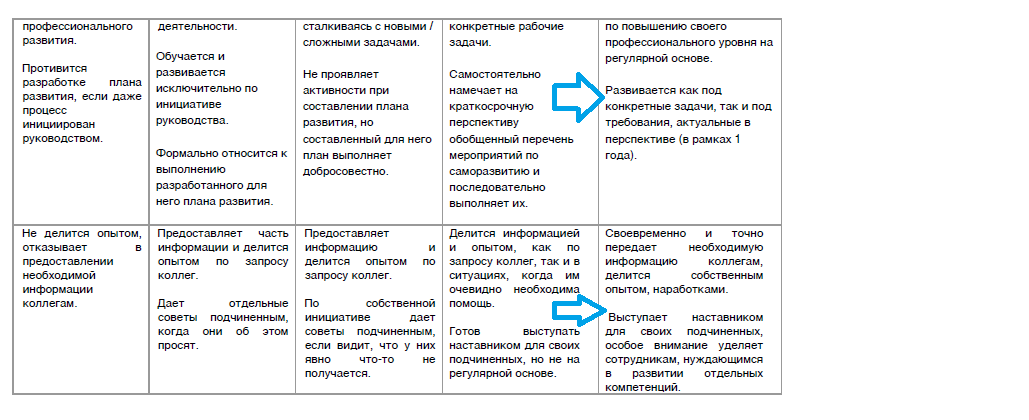 профессионального
развития.
Противится
разработке плана
развития, если даже
процесс
инициирован
руководством.
деятельности.
Обучается и
развивается
исключительно по
инициативе
руководства.
Формально относится к
выполнению
разработанного для
него плана развития.
сталкиваясь с новыми /
сложными задачами.
Не проявляет
активности при
составлении плана
развития, но
составленный для него
план выполняет
добросовестно.
конкретные рабочие
задачи.
Самостоятельно
намечает на
краткосрочную
перспективу
обобщенный перечень
мероприятий по
саморазвитию и
последовательно
выполняет их.
по повышению своего
профессионального уровня на
регулярной основе.
Развивается как под
конкретные задачи, так и под
требования, актуальные в
перспективе (в рамках 1
года).
Не делится опытом,
отказывает в
предоставлении
необходимой
информации
коллегам.
Предоставляет часть
информации и делится
опытом по запросу
коллег.
Дает отдельные
советы подчиненным,
когда они об этом
просят.
Предоставляет
информацию и
делится опытом по
запросу коллег.
По собственной
инициативе дает
советы подчиненным,
если видит, что у них
явно что-то не
получается.
Делится информацией
и опытом, как по
запросу коллег, так и в
ситуациях, когда им
очевидно необходима
помощь.
Готов выступать
наставником для своих
подчиненных, но не на
регулярной основе.
Своевременно и точно
передает необходимую
информацию коллегам,
делится собственным
опытом, наработками.
Выступает наставником
для своих подчиненных,
особое внимание уделяет
сотрудникам, нуждающимся
в развитии отдельных
компетенций.